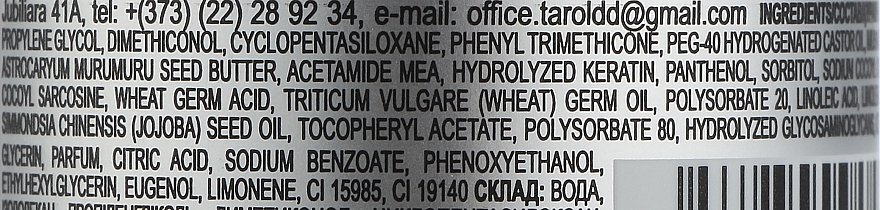 Jubiliara 41A, tel: +(373) (22) 28 92 34, e-mail: office.taroldd@gmail.com INGREDIENTS/СОСТАВ/
PROPYLENE GLYCOL, DIMETHICONOL, CYCLOPENTASILOXANE, PHENYL TRIMETHICONE, PEG-40 HYDROGENATED CASTOR OIL,
ASTROCARYUM MURUMURU SEED BUTTER, ACETAMIDE MEA, HYDROLYZED KERATIN, PANTHENOL, SORBITOL, SODIUM
COCOYL SARCOSINE, WHEAT GERM ACID, TRITICUM VULGARE (WHEAT) GERM OIL, POLYSORBATE 20, LINOLEIC ACID,
SIMMONDSIA CHINENSIS (JOJOBA) SEED OIL, TOCOPHERYL ACETATE, POLYSORBATE 80, HYDROLYZED
GLYCERIN, PARFUM, CITRIC ACID, SODIUM BENZOATE, PHENOXYETHANOL,
ETHYLHEXYLGLYCERIN, EUGENOL, LIMONENE, CI 15985, CI 19140 СКЛАД: ВОДА,